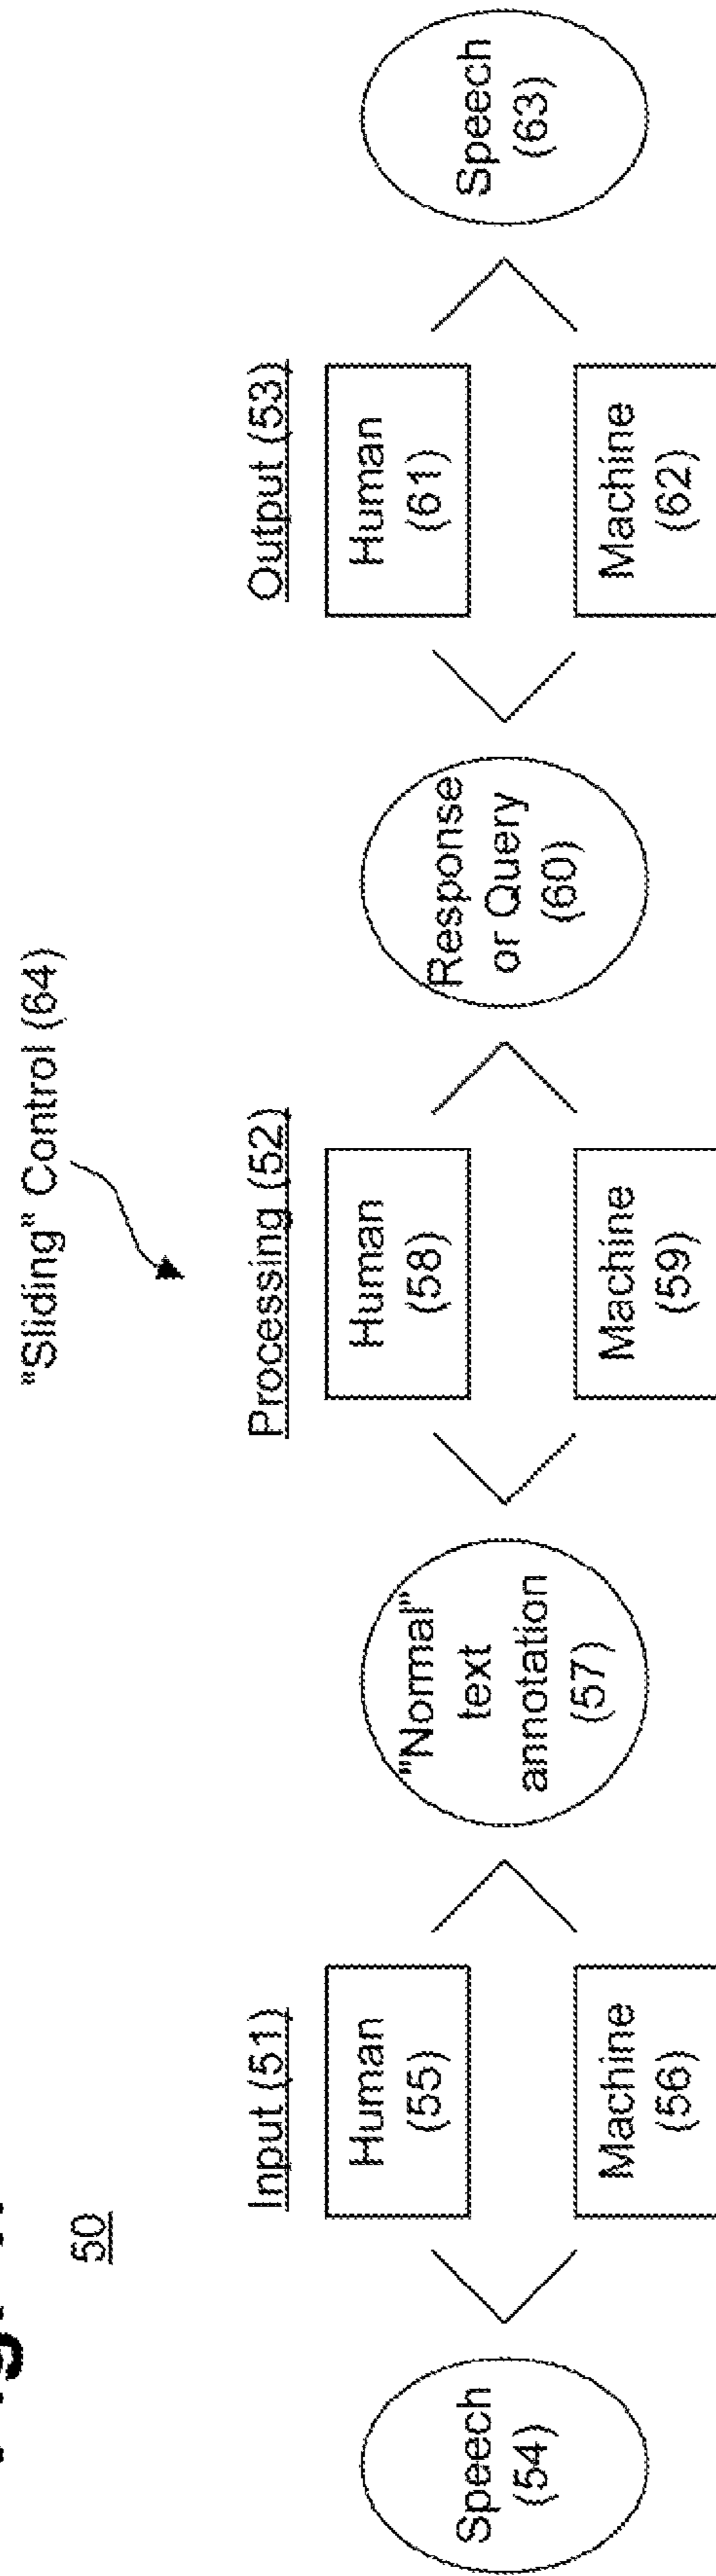 50
"Sliding" Control (64)
Input (51)
Processing (52)
Output (53)
Speech
(54)
Human
(55)
Machine
(56)
"Normal"
text
annotation
(57)
Human
(58)
Machine
(59)
Response
or Query
(60)
Human
(61)
Machine
(62)
Speech
(63)